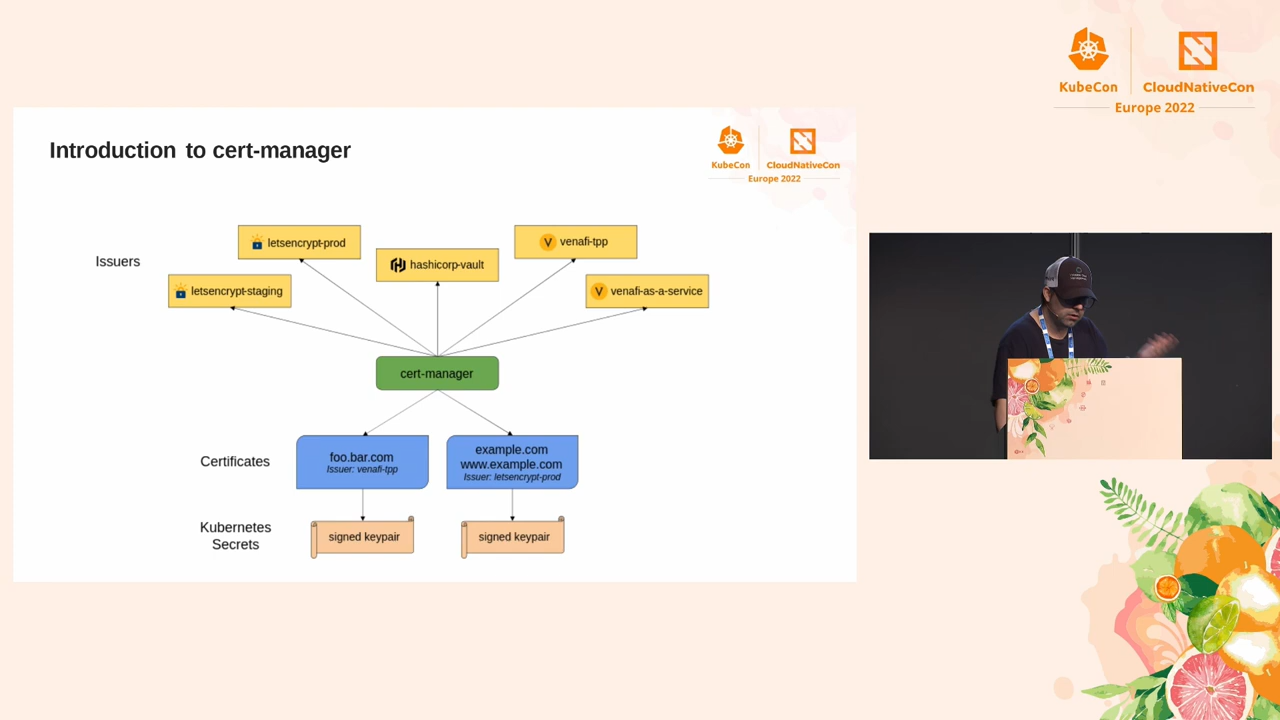 KubeCon
CloudNativeCon
Europe 2022
Introduction to cert-manager
KubeCon
CloudNativeCon
Europe 2022
letsencrypt-prod
venafi-tpp
Issuers
hashicorp-vault
letsencrypt-staging
venafi-as-a-service
cert-manager
Certificates
foo.bar.com
Issuer: venafi-tpp
example.com
www.example.com
Issuer: letsencrypt-prod
Kubernetes
Secrets
signed keypair
signed keypair